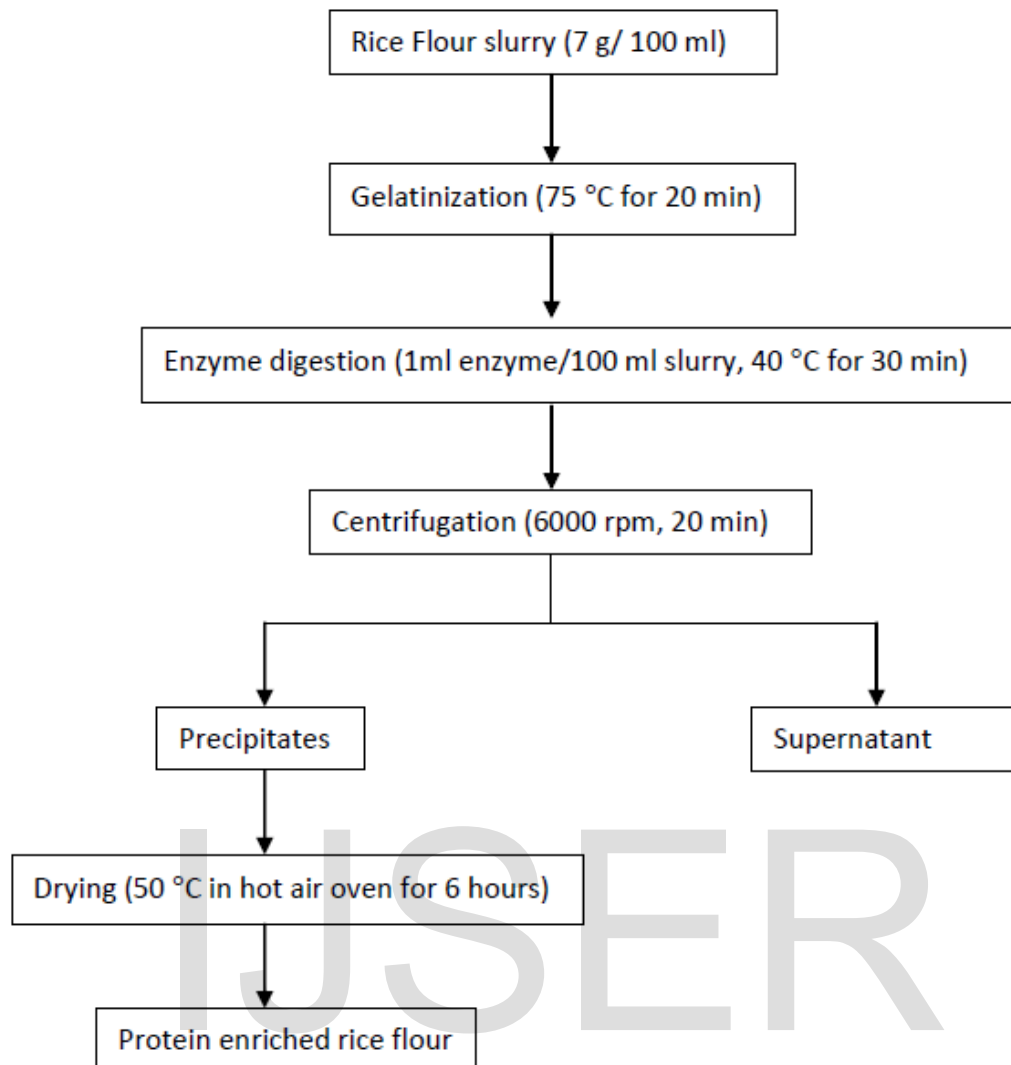 Rice Flour slurry (7 g/ 100 ml)
Gelatinization (75 °C for 20 min)
Enzyme digestion (1ml enzyme/100 ml slurry, 40 °C for 30 min)
Centrifugation (6000 rpm, 20 min)
Precipitates
Supernatant
Drying (50 °C in hot air oven for 6 hours)
Protein enriched rice flour
IJSER